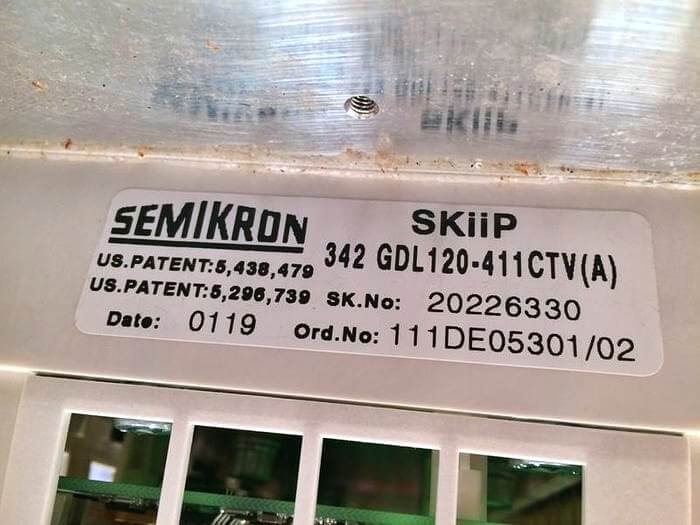 SKiiP
SEMIKRON
SKiiP
342 GDL120-411CTV(A)
US.PATENT:5,438,479
US.PATENT:5,296,739
SK.No: 20226330
Date: 0119
Ord.No: 111DE05301/02